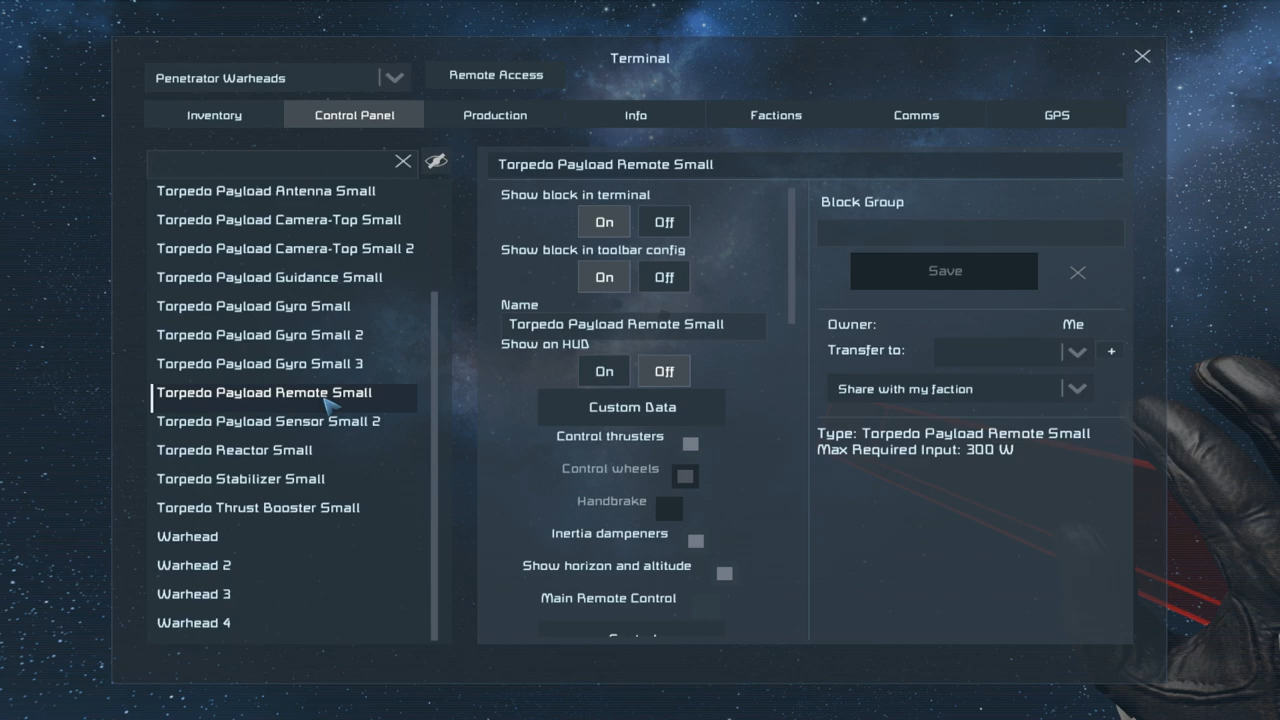 Terminal
Penetrator Warheads
Remote Access
Inventory
Control Panel
Production
Info
Factions
Comms
GPS
Torpedo Payload Antenna Small
Torpedo Payload Camera-Top Small
Torpedo Payload Camera-Top Small 2
Torpedo Payload Guidance Small
Torpedo Payload Gyro Small
Torpedo Payload Gyro Small 2
Torpedo Payload Gyro Small 3
Torpedo Payload Remote Small
Torpedo Payload Sensor Small 2
Torpedo Reactor Small
Torpedo Stabilizer Small
Torpedo Thrust Booster Small
Warhead
Warhead 2
Warhead 3
Warhead 4
Torpedo Payload Remote Small
Show block in terminal
On Off
Show block in toolbar config
On Off
Name
Torpedo Payload Remote Small
Show on HUD
On Off
Custom Data
Control thrusters
Control wheels
Handbrake
Inertia dampeners
Show horizon and altitude
Main Remote Control
Block Group
Save
Owner: Me
Transfer to: +
Share with my faction
Type: Torpedo Payload Remote Small
Max Required Input: 300 W